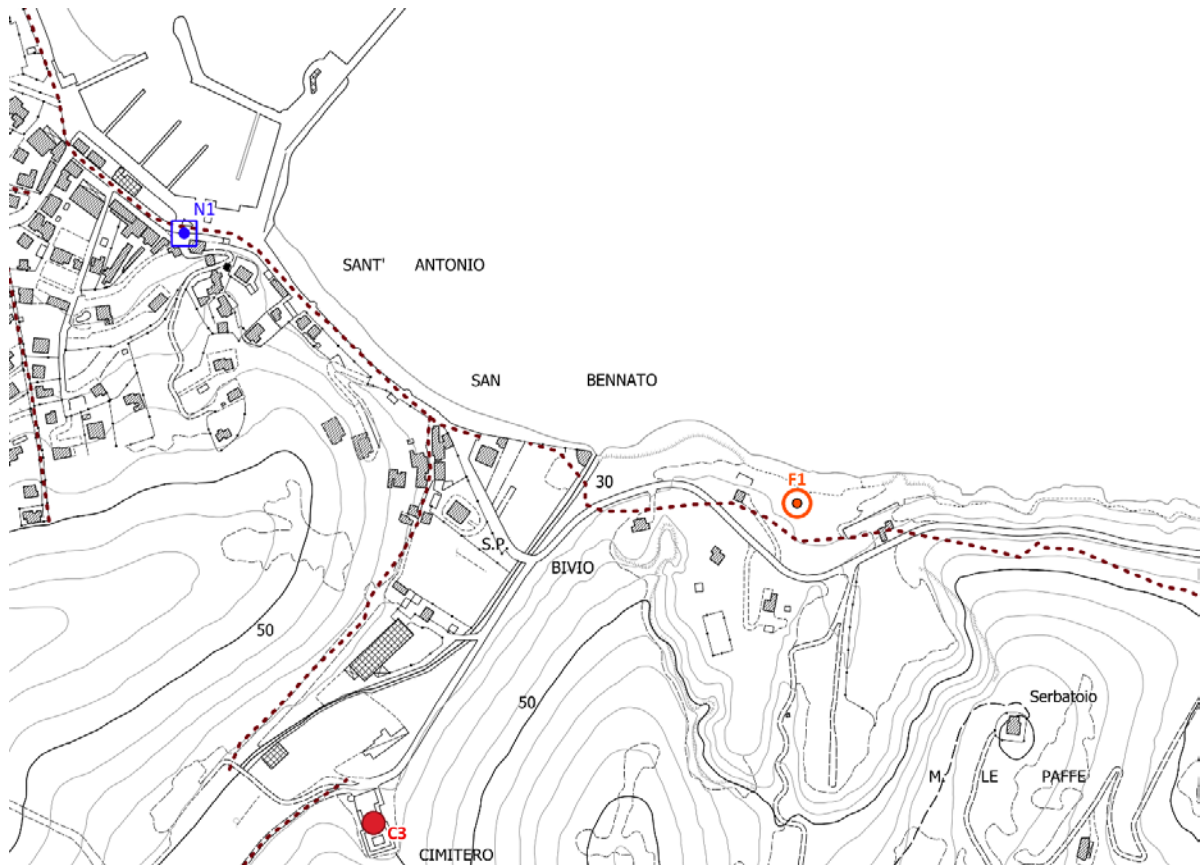 N1
SANT' ANTONIO
SAN BENNATO
F1
30
S.P.
BIVIO
50
50
Serbatoio
M. LE PAFFE
C3
CIMITERO